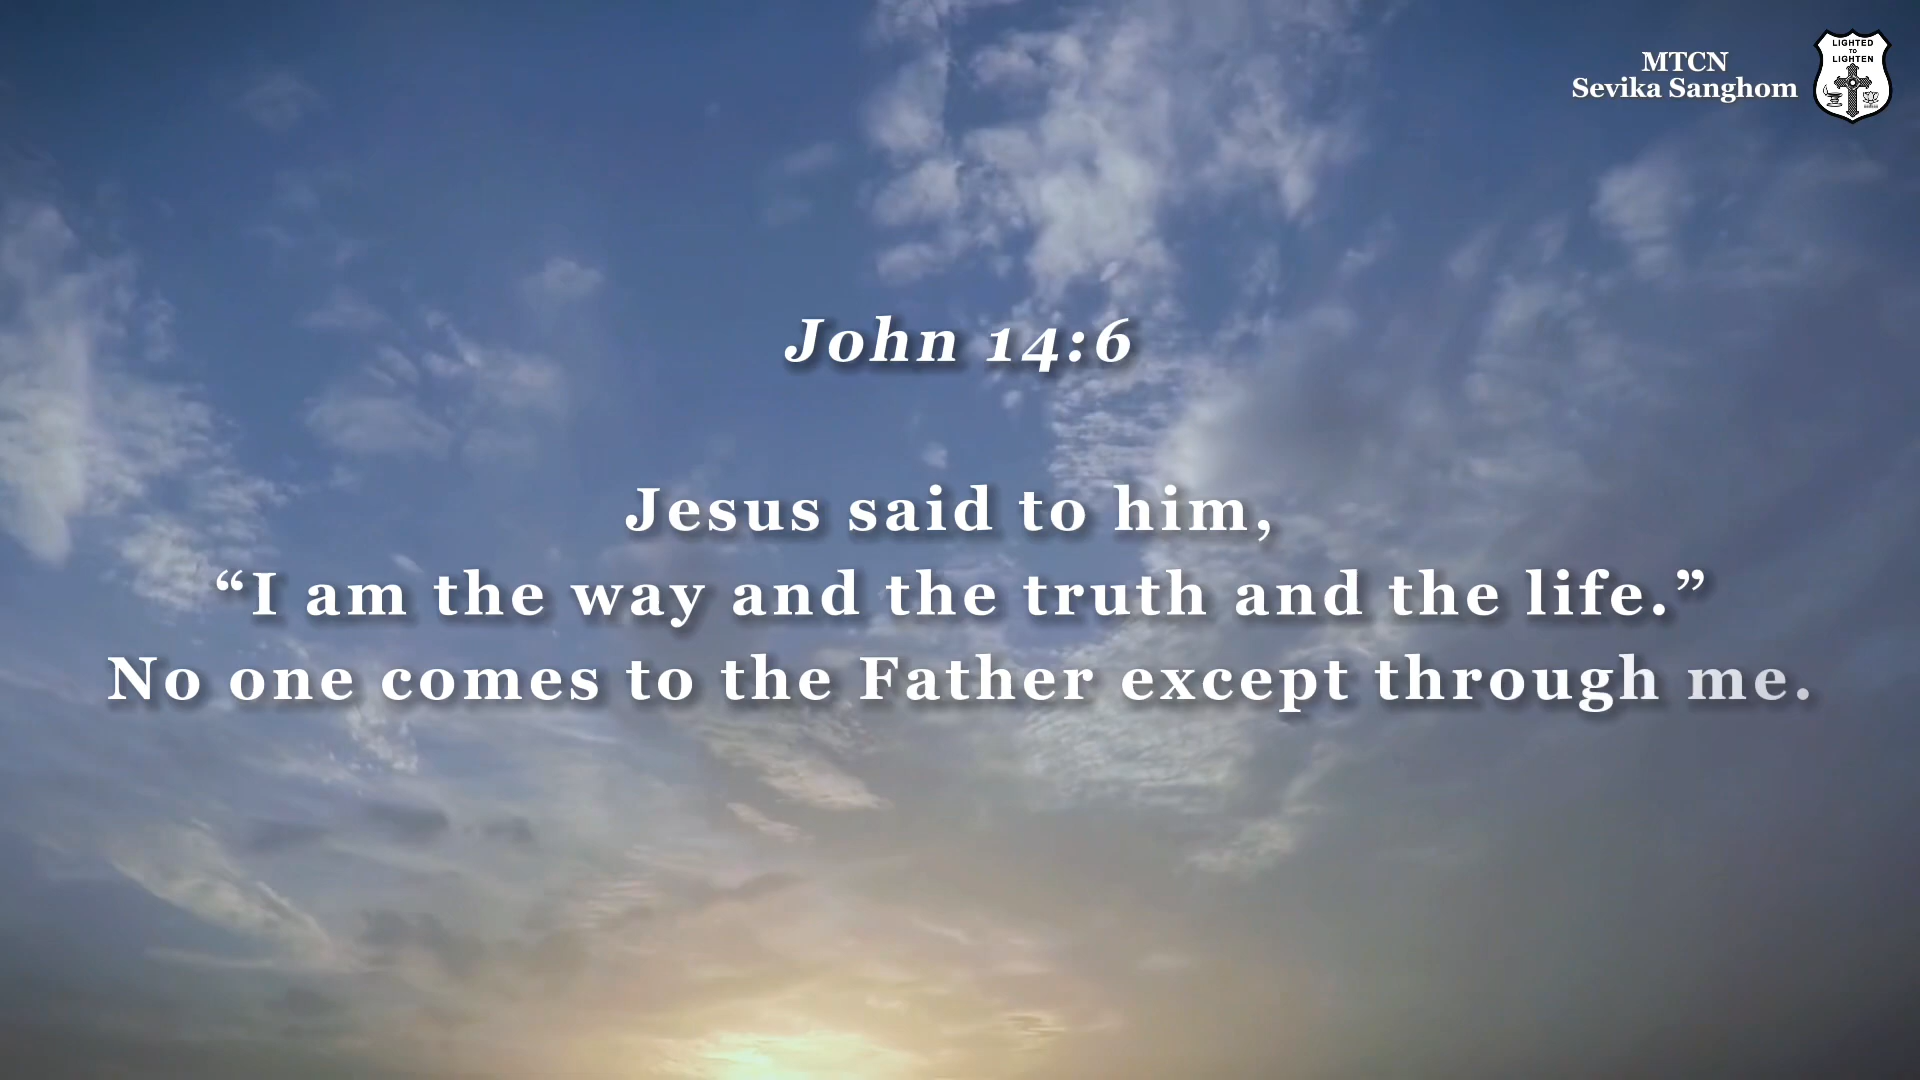 MTCN
Sevika Sanghom
LIGHTED
TO
LIGHTEN
John 14:6
Jesus said to him,
“I am the way and the truth and the life.”
No one comes to the Father except through me.